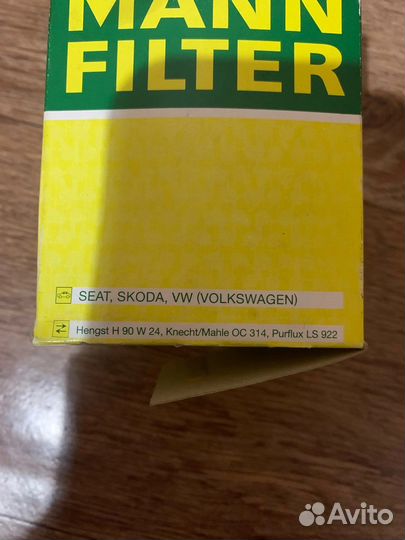 MANN
FILTER
SEAT, SKODA, VW (VOLKSWAGEN)
Hengst H 90 W 24, Knecht/Mahle OC 314, Purflux LS 922
Avito